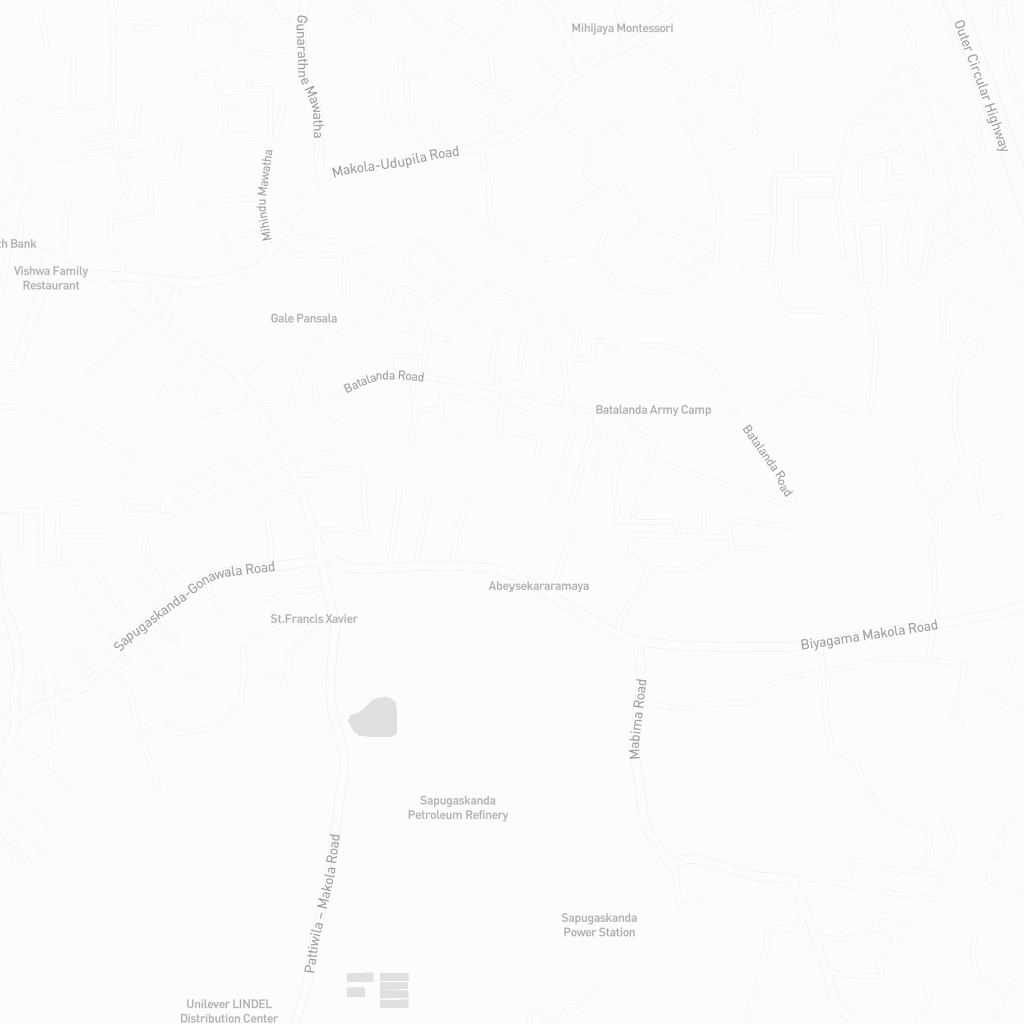 Mihijaya Montessori
Gunarathne Mawatha
Outer Circular Highway
Makola-Udupila Road
Mihindu Mawatha
th Bank
Vishwa Family
Restaurant
Gale Pansala
Batalanda Road
Batalanda Army Camp
Batalanda Road
Sapugaskanda-Gonawala Road
Abeysekararamaya
St.Francis Xavier
Biyagama Makola Road
Mabima Road
Sapugaskanda
Petroleum Refinery
Pattiwila – Makola Road
Sapugaskanda
Power Station
Unilever LINDEL
Distribution Center